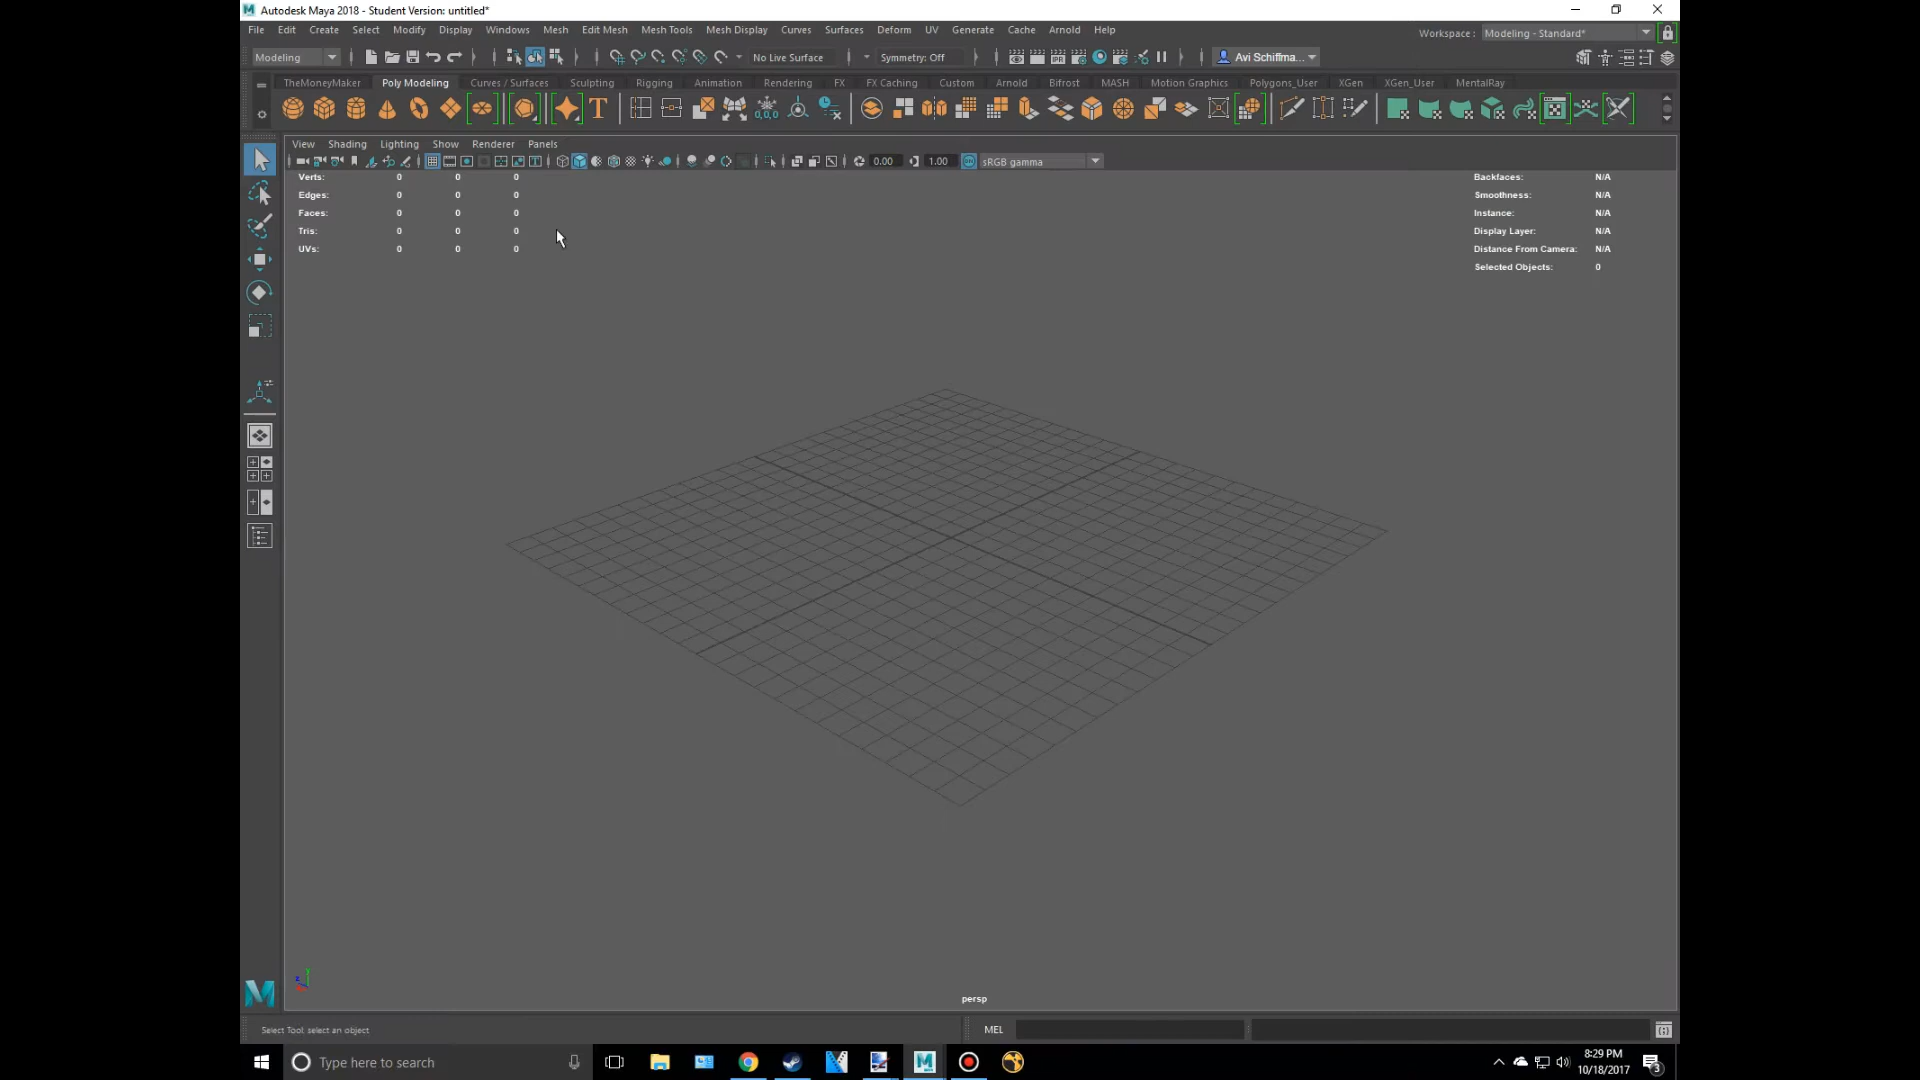 Autodesk Maya 2018 - Student Version: untitled*
File Edit Create Select Modify Display Windows Mesh Edit Mesh Mesh Tools Mesh Display Curves Surfaces Deform UV Generate Cache Arnold Help
Workspace : Modeling - Standard*
Modeling No Live Surface Symmetry: Off Avi Schiffma...
TheMoneyMaker Poly Modeling Curves / Surfaces Sculpting Rigging Animation Rendering FX FX Caching Custom Arnold Bifrost MASH Motion Graphics Polygons_User XGen XGen_User MentalRay
T 0,0,0
View Shading Lighting Show Renderer Panels
0.00 1.00 sRGB gamma
Verts: 0 0 0
Edges: 0 0 0
Faces: 0 0 0
Tris: 0 0 0
UVs: 0 0 0
Backfaces: N/A
Smoothness: N/A
Instance: N/A
Display Layer: N/A
Distance From Camera: N/A
Selected Objects: 0
persp
Select Tool: select an object
MEL
Type here to search
8:29 PM
10/18/2017
3